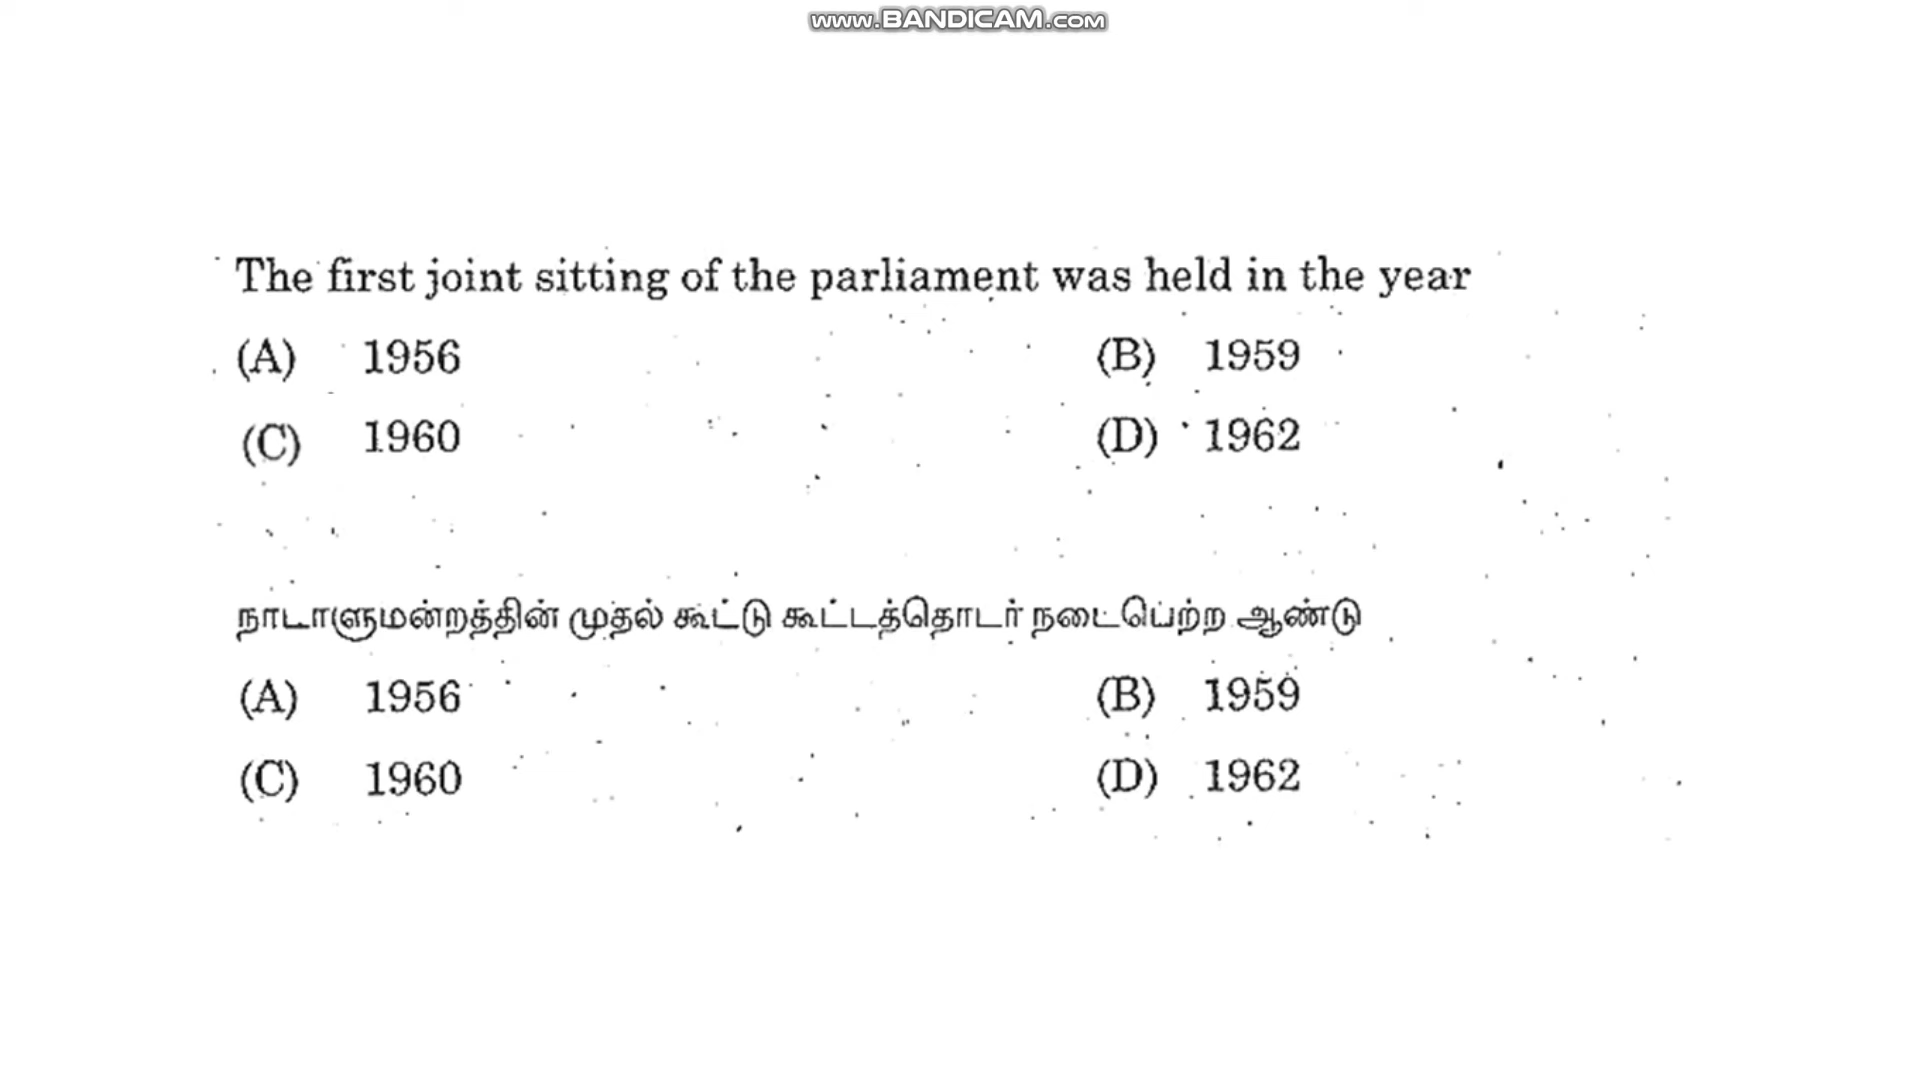 www.BANDICAM.com
The first joint sitting of the parliament was held in the year
(A) 1956 (B) 1959
(C) 1960 (D) 1962
நாடாளுமன்றத்தின் முதல் கூட்டு கூட்டத்தொடர் நடைபெற்ற ஆண்டு
(A) 1956 (B) 1959
(C) 1960 (D) 1962